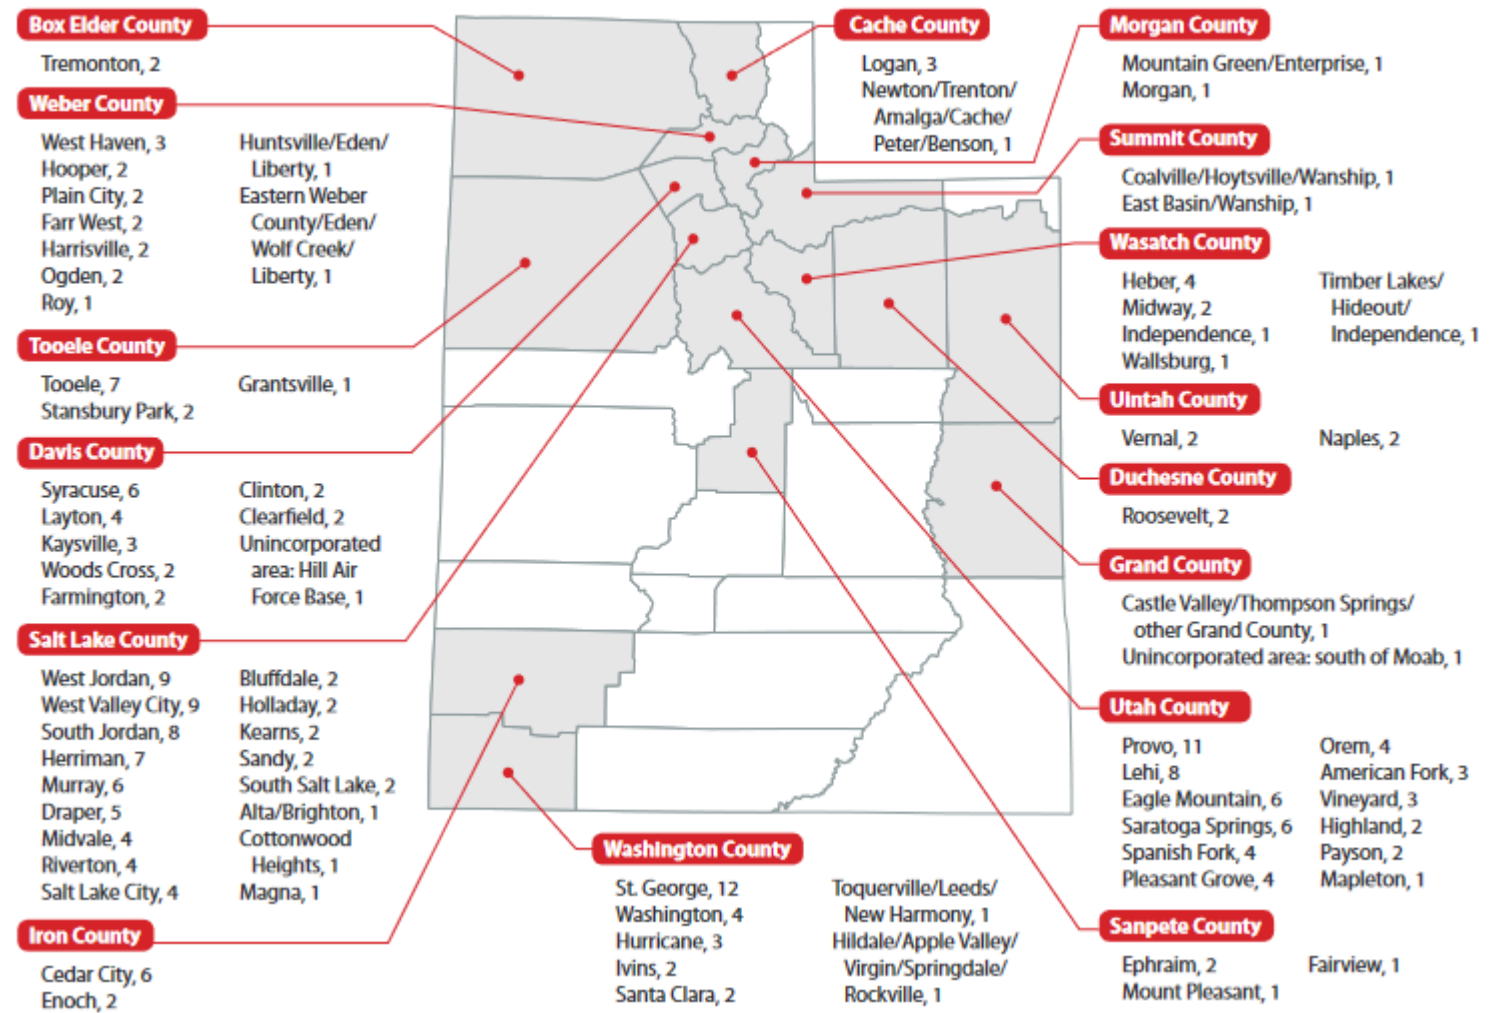 Box Elder County
Tremonton, 2
Weber County
West Haven, 3
Hooper, 2
Plain City, 2
Farr West, 2
Harrisville, 2
Ogden, 2
Roy, 1
Huntsville/Eden/
Liberty, 1
Eastern Weber
County/Eden/
Wolf Creek/
Liberty, 1
Tooele County
Tooele, 7
Stansbury Park, 2
Grantsville, 1
Davis County
Syracuse, 6
Layton, 4
Kaysville, 3
Woods Cross, 2
Farmington, 2
Clinton, 2
Clearfield, 2
Unincorporated
area: Hill Air
Force Base, 1
Salt Lake County
West Jordan, 9
West Valley City, 9
South Jordan, 8
Herriman, 7
Murray, 6
Draper, 5
Midvale, 4
Riverton, 4
Salt Lake City, 4
Bluffdale, 2
Holladay, 2
Kearns, 2
Sandy, 2
South Salt Lake, 2
Alta/Brighton, 1
Cottonwood
Heights, 1
Magna, 1
Iron County
Cedar City, 6
Enoch, 2
Cache County
Logan, 3
Newton/Trenton/
Amalga/Cache/
Peter/Benson, 1
Washington County
St. George, 12
Washington, 4
Hurricane, 3
Ivins, 2
Santa Clara, 2
Toquerville/Leeds/
New Harmony, 1
Hildale/Apple Valley/
Virgin/Springdale/
Rockville, 1
Morgan County
Mountain Green/Enterprise, 1
Morgan, 1
Summit County
Coalville/Hoytsville/Wanship, 1
East Basin/Wanship, 1
Wasatch County
Heber, 4
Midway, 2
Independence, 1
Wallsburg, 1
Timber Lakes/
Hideout/
Independence, 1
Uintah County
Vernal, 2
Naples, 2
Duchesne County
Roosevelt, 2
Grand County
Castle Valley/Thompson Springs/
other Grand County, 1
Unincorporated area: south of Moab, 1
Utah County
Provo, 11
Lehi, 8
Eagle Mountain, 6
Saratoga Springs, 6
Spanish Fork, 4
Pleasant Grove, 4
Orem, 4
American Fork, 3
Vineyard, 3
Highland, 2
Payson, 2
Mapleton, 1
Sanpete County
Ephraim, 2
Mount Pleasant, 1
Fairview, 1